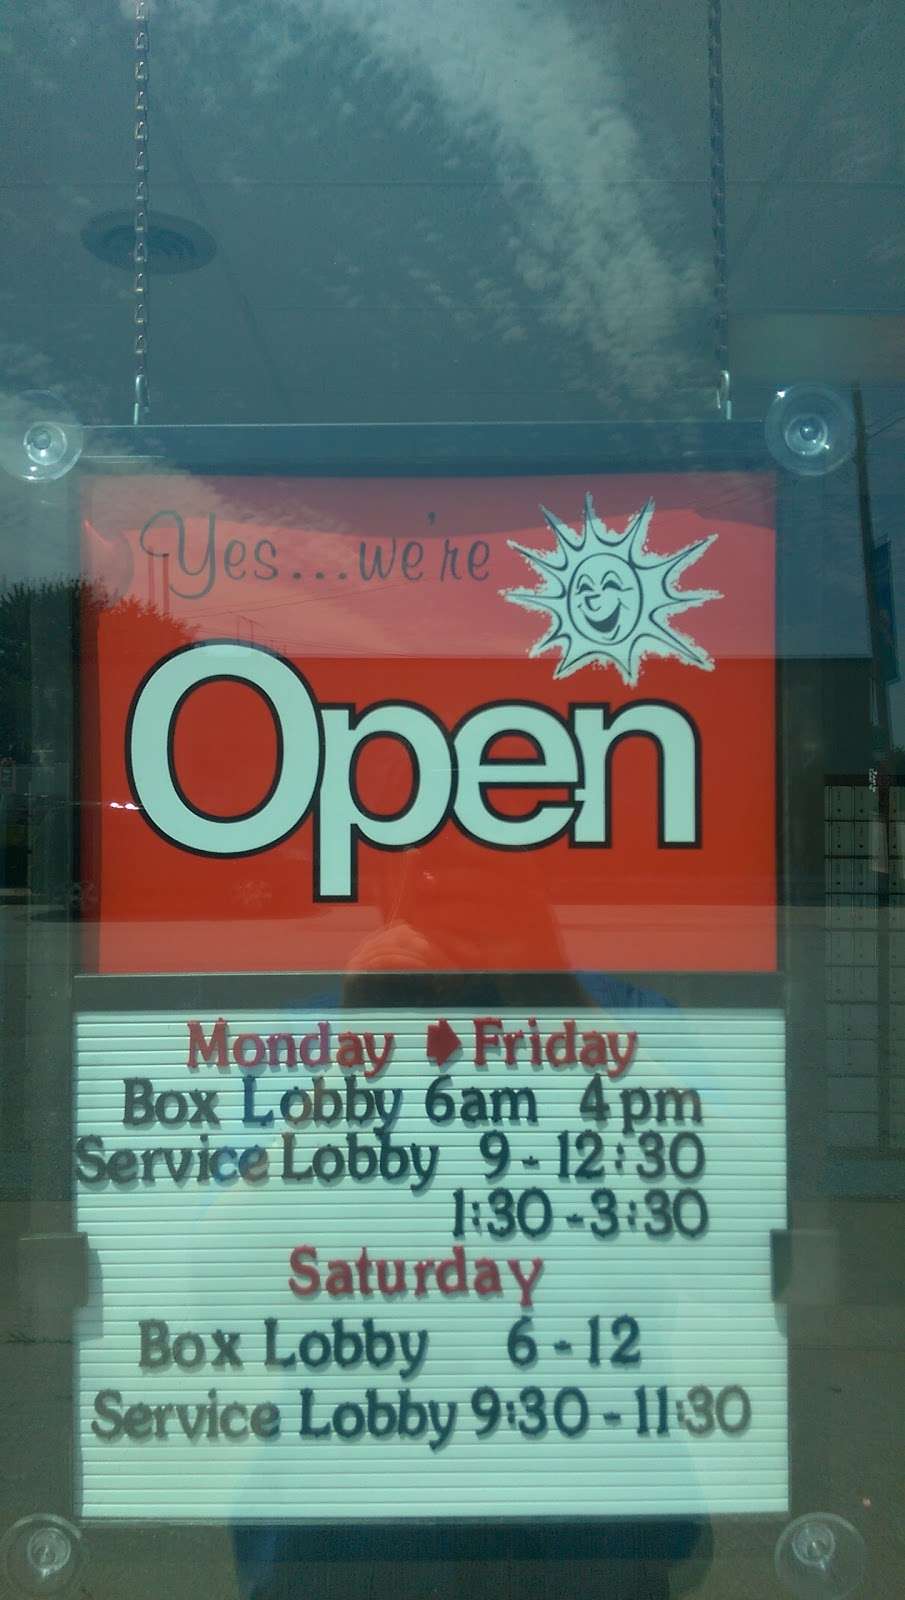 Yes...we're
Open
Monday ➧ Friday
Box Lobby 6am 4pm
Service Lobby 9 - 12:30
1:30 - 3:30
Saturday
Box Lobby 6 - 12
Service Lobby 9:30 - 11:30